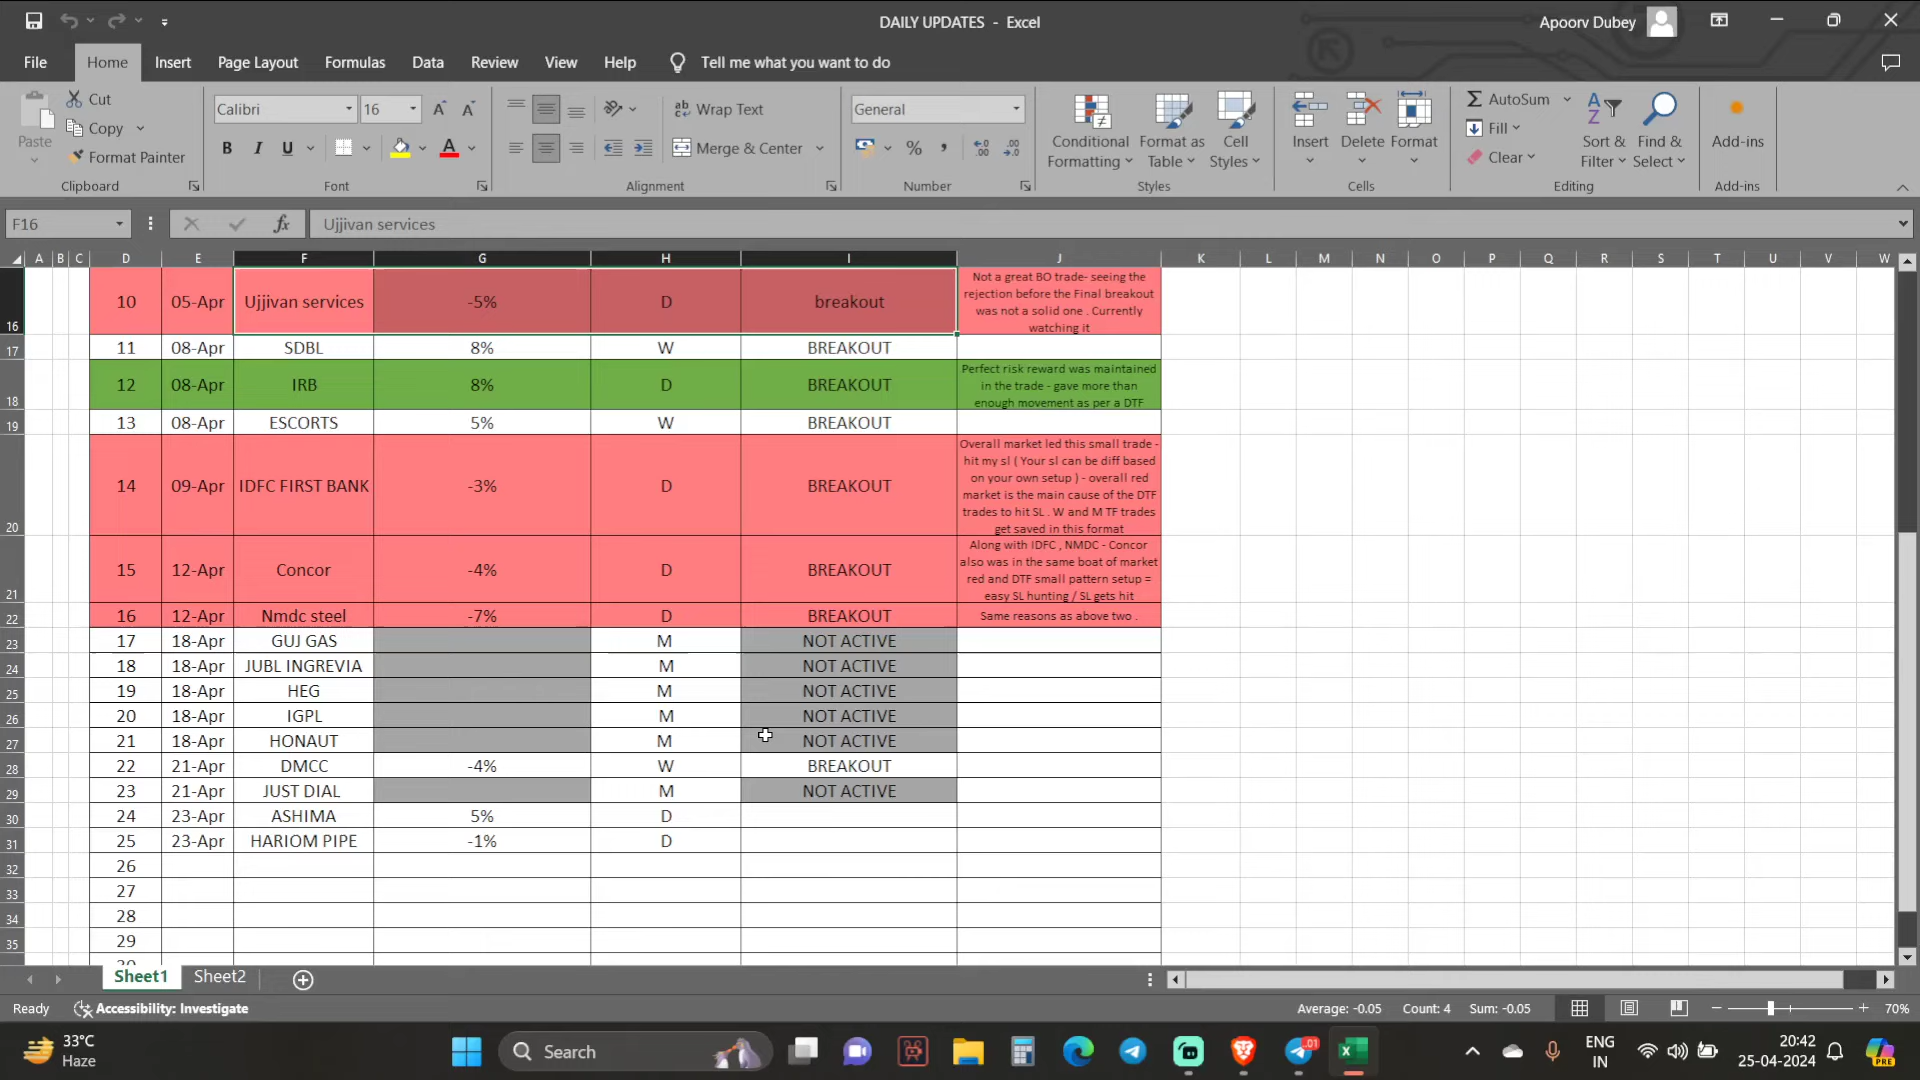 DAILY UPDATES - Excel
Apoorv Dubey
File Home Insert Page Layout Formulas Data Review View Help Tell me what you want to do
Cut
Copy
Format Painter
Paste
Clipboard
Calibri 16
B I U
Font
Wrap Text
Merge & Center
Alignment
General
Number
Conditional Formatting
Format as Table
Cell Styles
Styles
Insert
Delete
Format
Cells
AutoSum
Fill
Clear
Sort & Filter
Find & Select
Editing
Add-ins
Add-ins
F16 fx Ujjivan services
A B C D E F G H I J K L M N O P Q R S T U V W
16 10 05-Apr Ujjivan services -5% D breakout
Not a great BO trade- seeing the
rejection before the Final breakout
was not a solid one . Currently
watching it
17 11 08-Apr SDBL 8% W BREAKOUT
18 12 08-Apr IRB 8% D BREAKOUT
Perfect risk reward was maintained
in the trade - gave more than
enough movement as per a DTF
19 13 08-Apr ESCORTS 5% W BREAKOUT
20 14 09-Apr IDFC FIRST BANK -3% D BREAKOUT
Overall market led this small trade -
hit my sl ( Your sl can be diff based
on your own setup ) - overall red
market is the main cause of the DTF
trades to hit SL . W and M TF trades
get saved in this format
21 15 12-Apr Concor -4% D BREAKOUT
Along with IDFC , NMDC - Concor
also was in the same boat of market
red and DTF small pattern setup =
easy SL hunting / SL gets hit
22 16 12-Apr Nmdc steel -7% D BREAKOUT Same reasons as above two .
23 17 18-Apr GUJ GAS M NOT ACTIVE
24 18 18-Apr JUBL INGREVIA M NOT ACTIVE
25 19 18-Apr HEG M NOT ACTIVE
26 20 18-Apr IGPL M NOT ACTIVE
27 21 18-Apr HONAUT M NOT ACTIVE
28 22 21-Apr DMCC -4% W BREAKOUT
29 23 21-Apr JUST DIAL M NOT ACTIVE
30 24 23-Apr ASHIMA 5% D
31 25 23-Apr HARIOM PIPE -1% D
32 26
33 27
34 28
35 29
Sheet1 Sheet2
Ready Accessibility: Investigate Average: -0.05 Count: 4 Sum: -0.05 70%
33°C
Haze
Search
.01
ENG
IN
20:42
25-04-2024
PRE